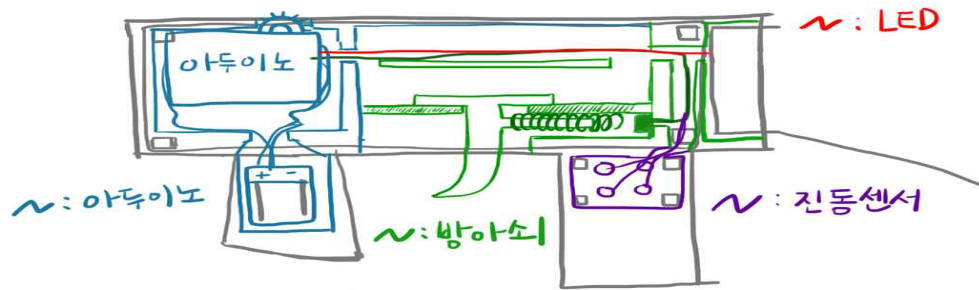 ~ : LED
아두이노
+ -
~ : 아두이노
~ : 방아쇠
~ : 진동센서